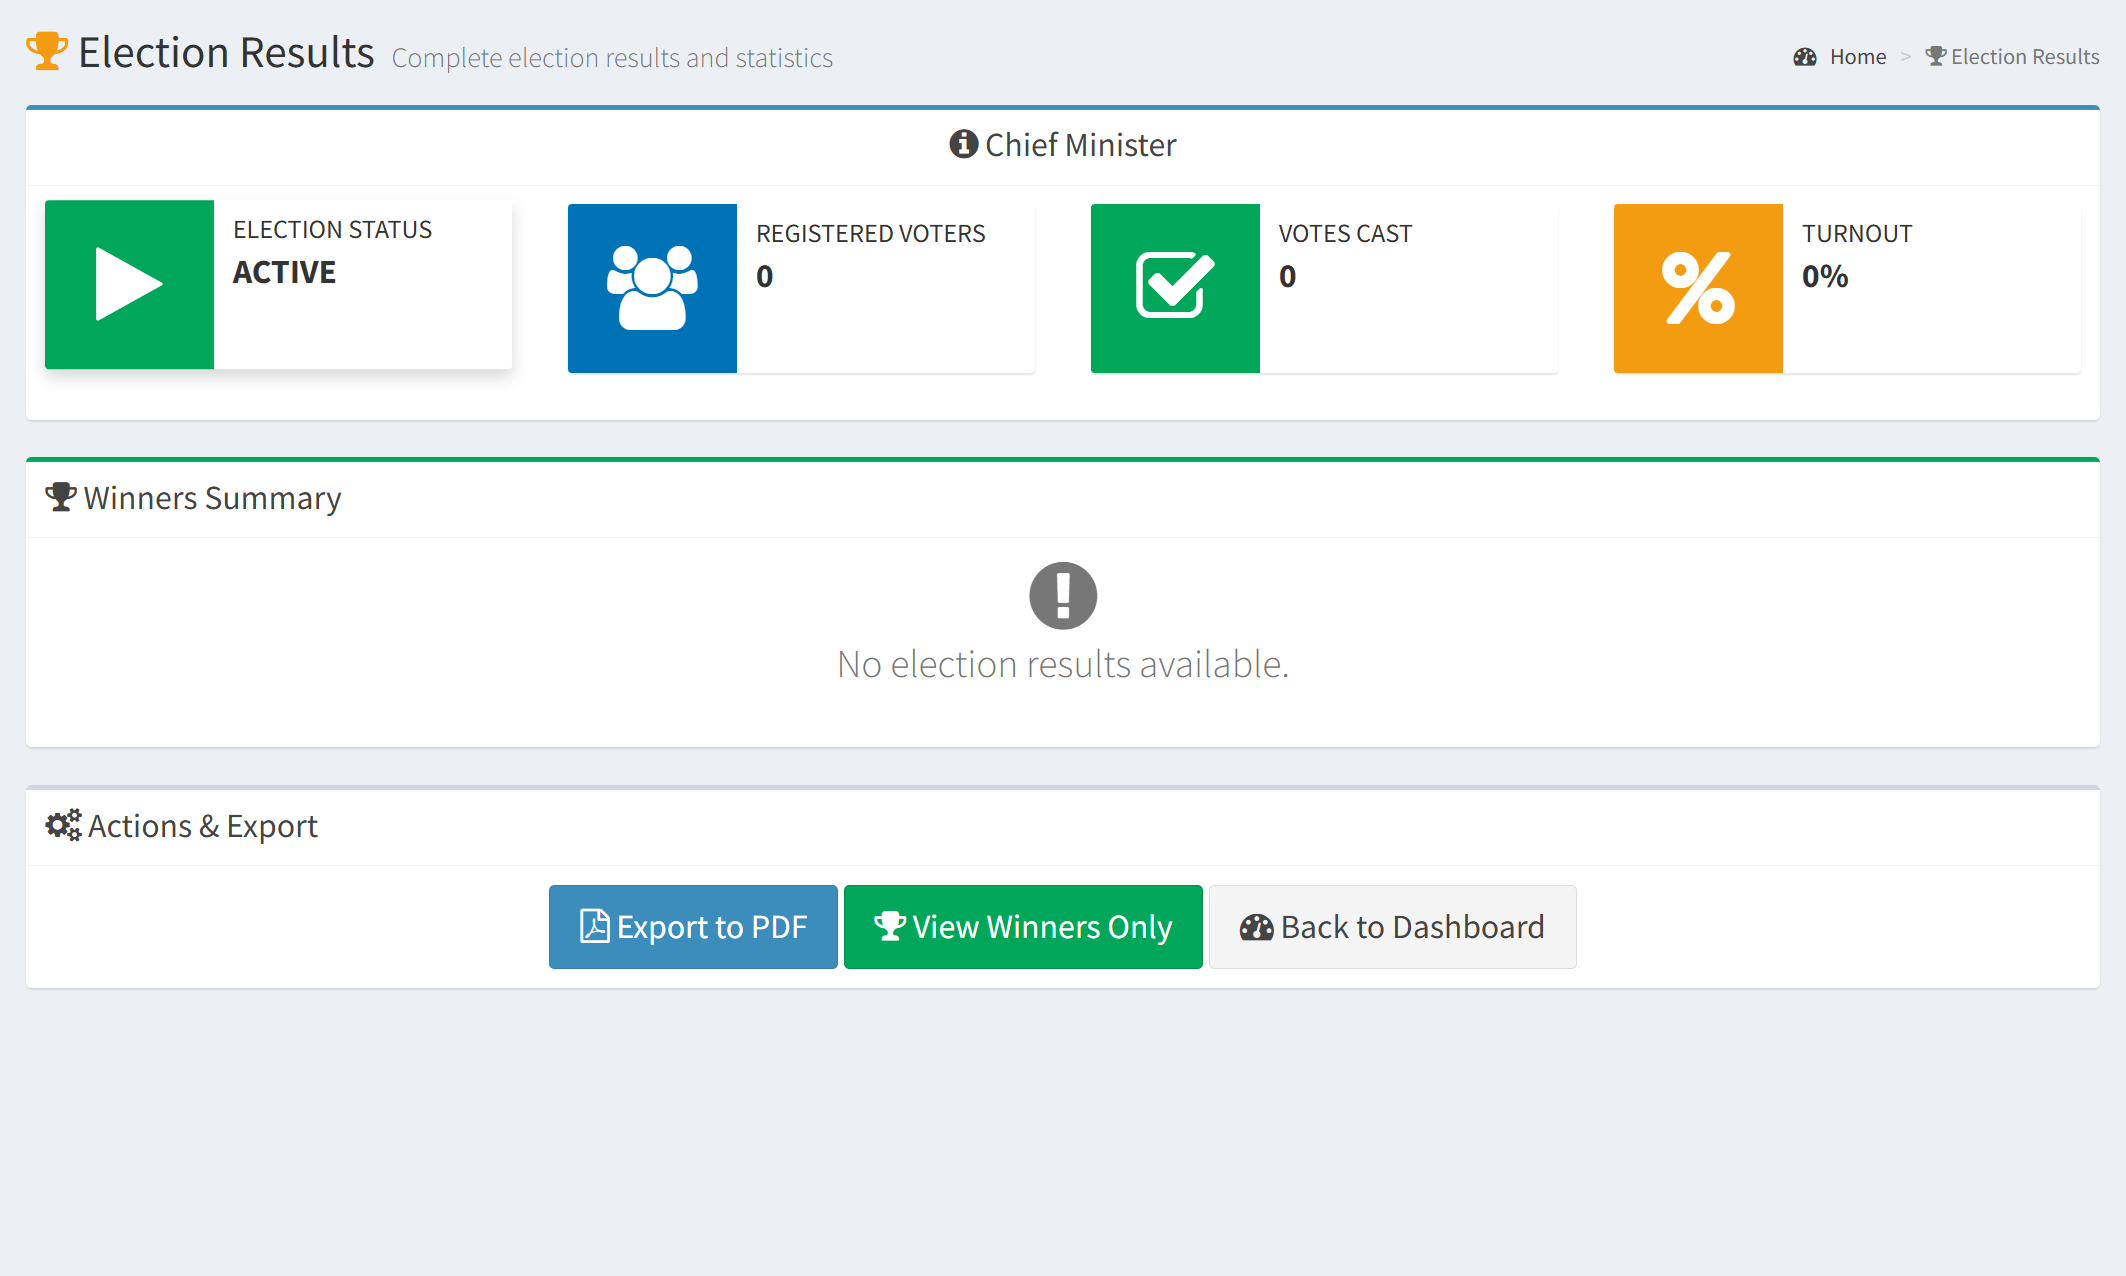 Election Results Complete election results and statistics
Home > Election Results
Chief Minister
ELECTION STATUS
ACTIVE
REGISTERED VOTERS
0
VOTES CAST
0
TURNOUT
0%
Winners Summary
No election results available.
Actions & Export
Export to PDF
View Winners Only
Back to Dashboard